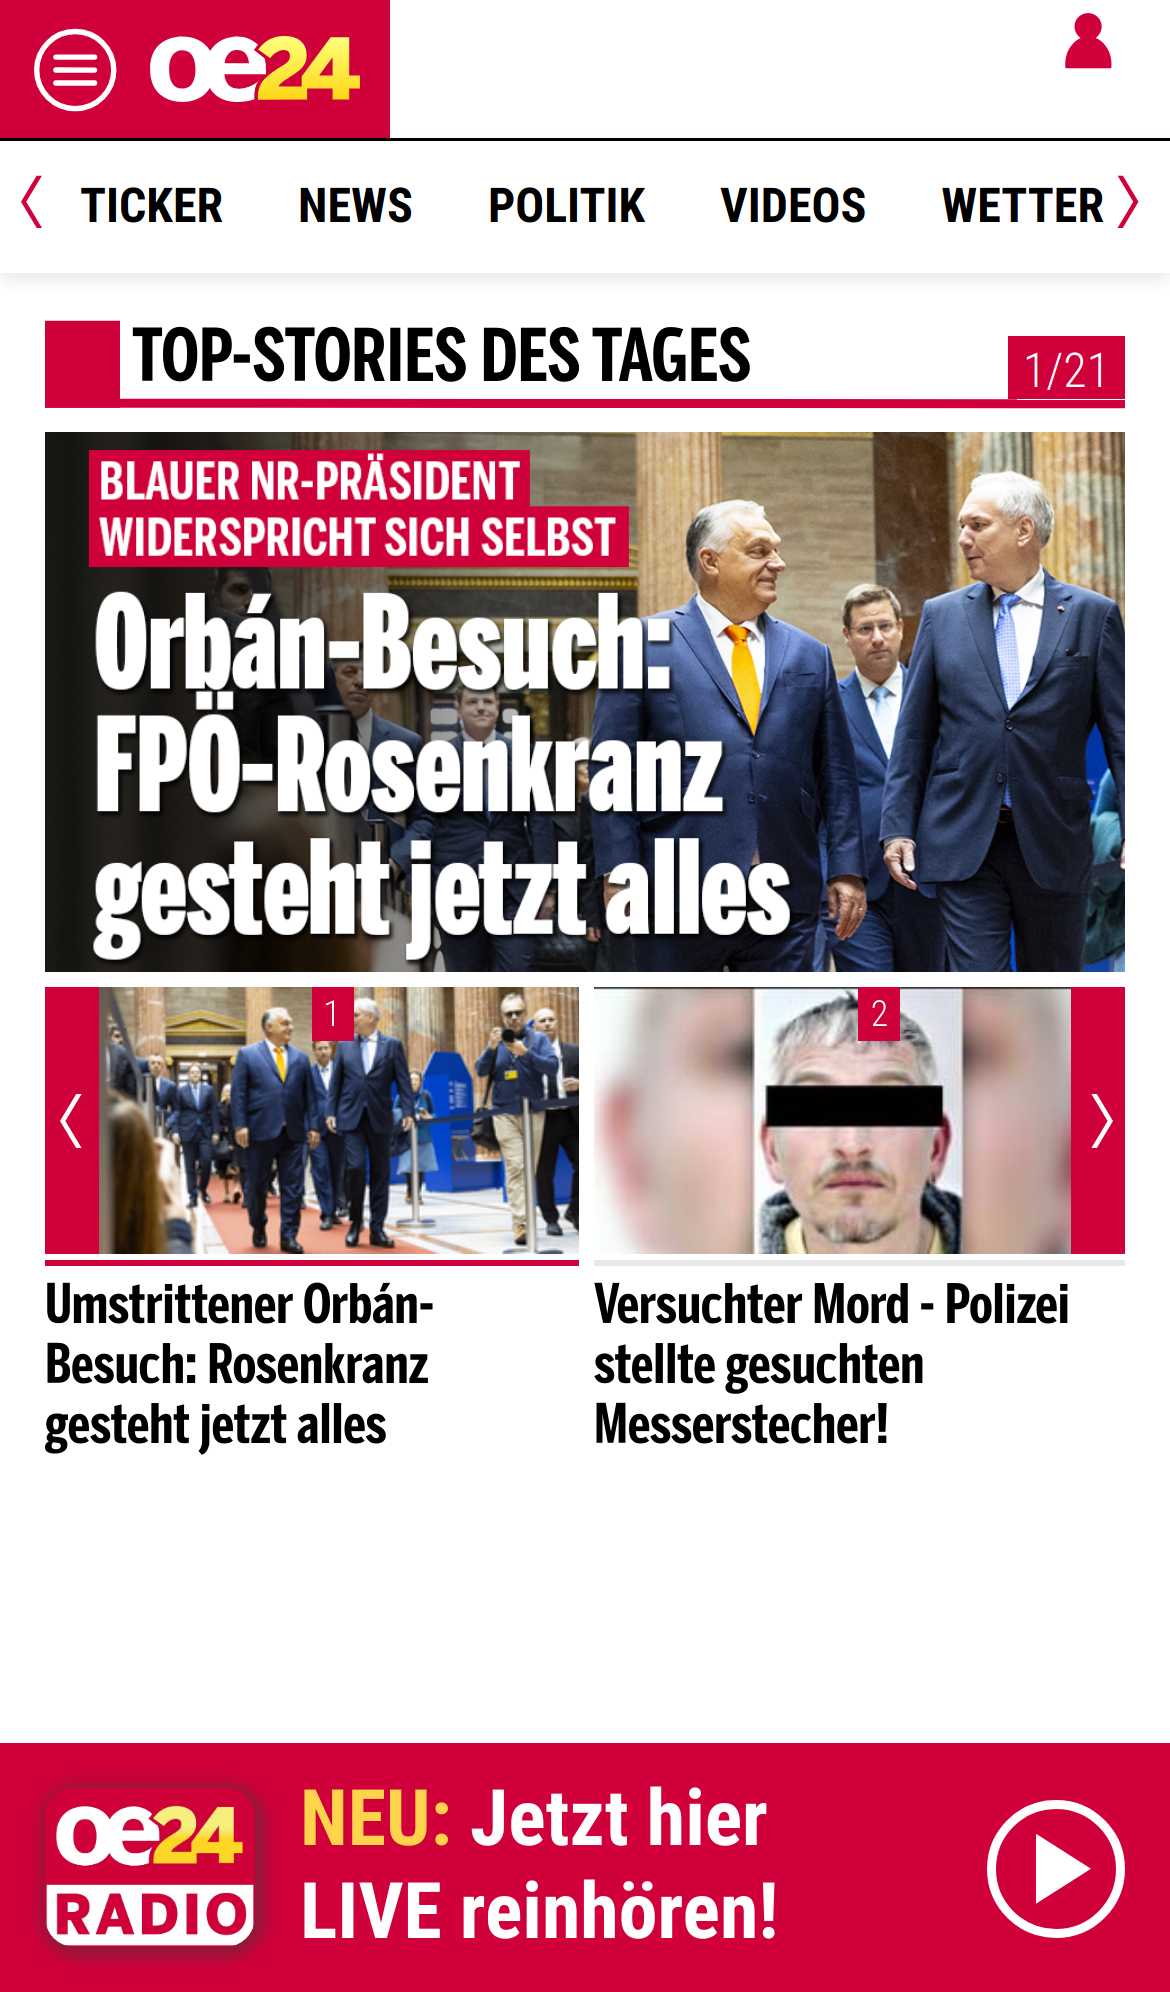 oe24
TICKER NEWS POLITIK VIDEOS WETTER
TOP-STORIES DES TAGES
1/21
BLAUER NR-PRÄSIDENT
WIDERSPRICHT SICH SELBST
Orbán-Besuch:
FPÖ-Rosenkranz
gesteht jetzt alles
1
2
Umstrittener Orbán-
Besuch: Rosenkranz
gesteht jetzt alles
Versuchter Mord - Polizei
stellte gesuchten
Messerstecher!
oe24
RADIO
NEU: Jetzt hier
LIVE reinhören!